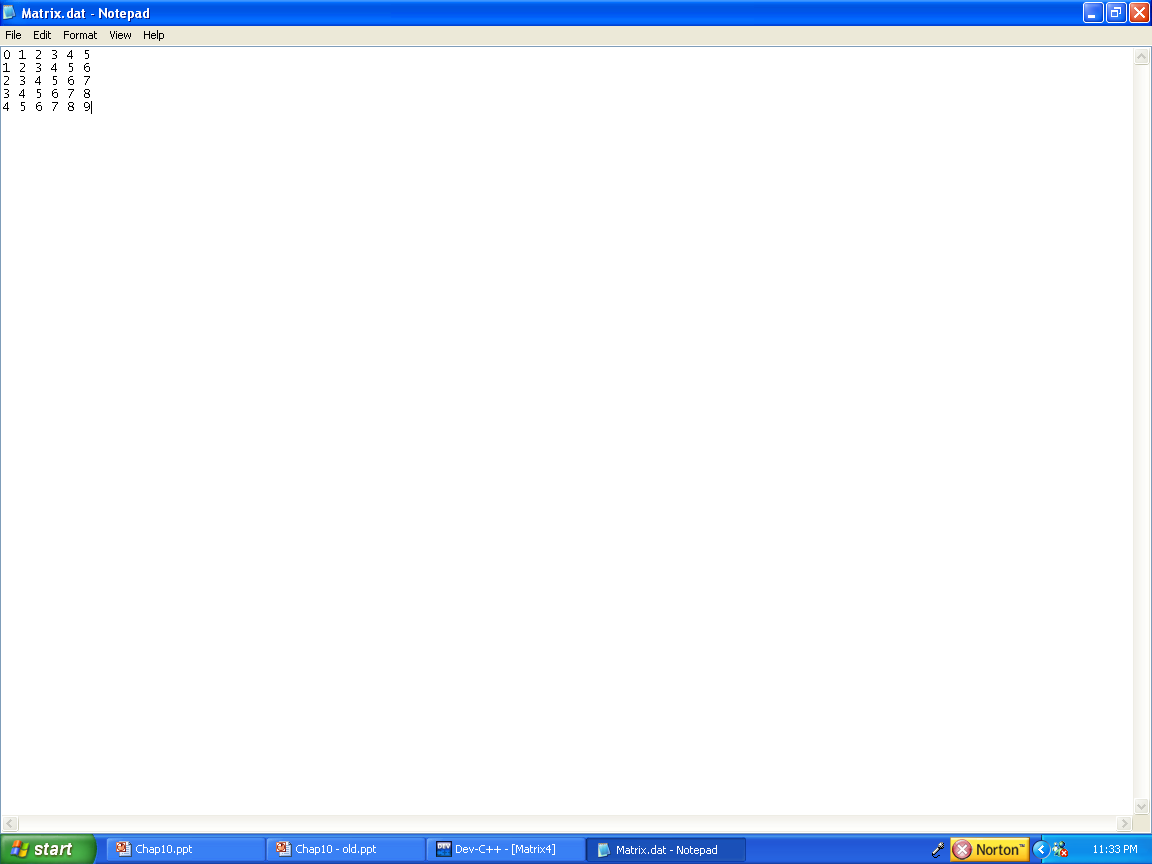 Matrix.dat - Notepad
File Edit Format View Help
0 1 2 3 4 5
1 2 3 4 5 6
2 3 4 5 6 7
3 4 5 6 7 8
4 5 6 7 8 9
start Chap10.ppt Chap10 - old.ppt Dev-C++ - [Matrix4] Matrix.dat - Notepad Norton™ 11:33 PM